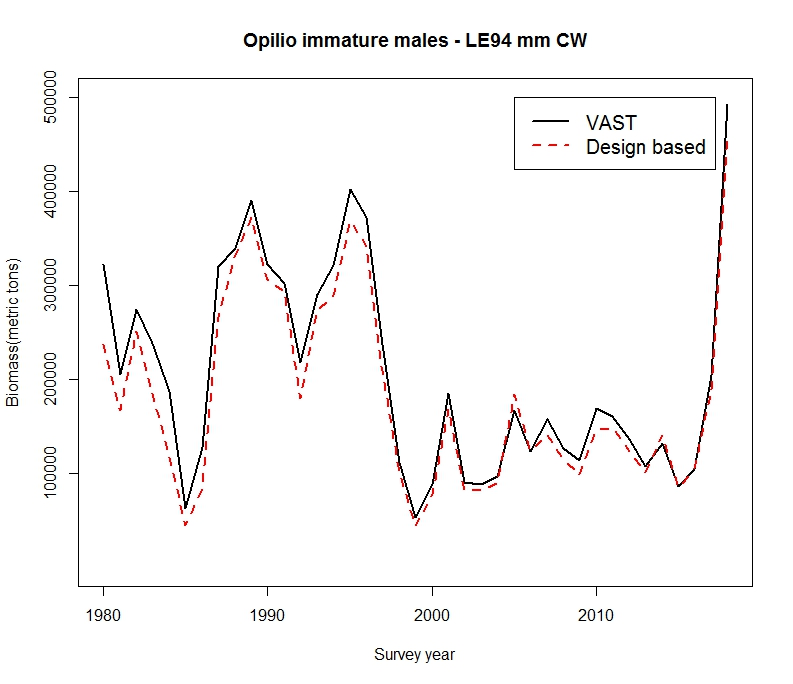 Opilio immature males - LE94 mm CW
VAST
Design based
Biomass(metric tons)
500000
400000
300000
200000
100000
1980 1990 2000 2010
Survey year